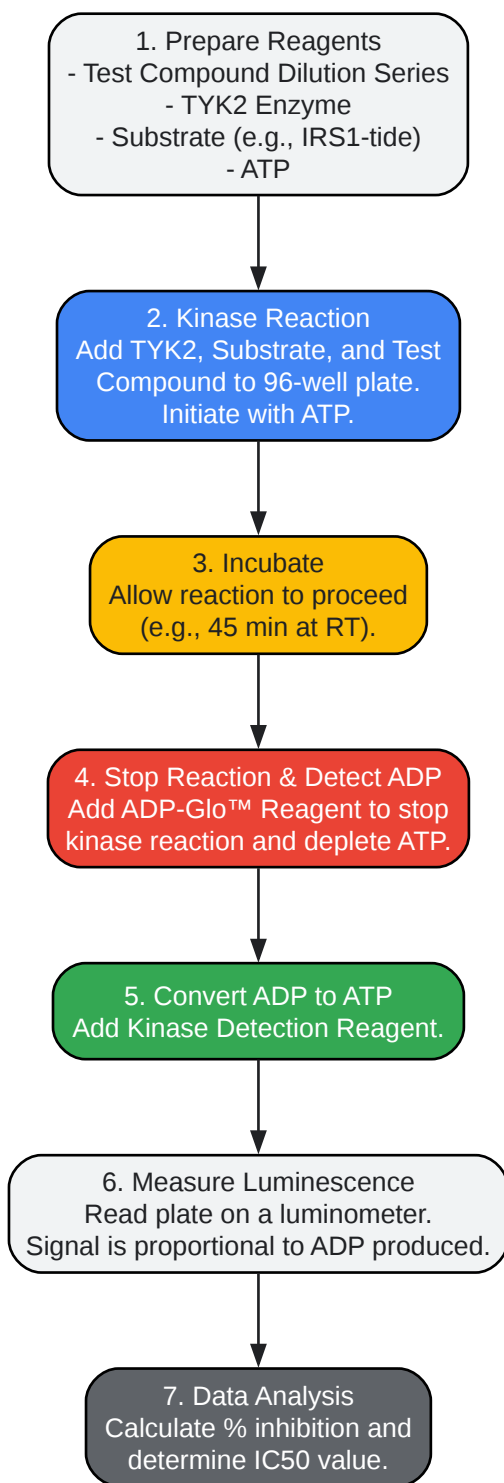 1. Prepare Reagents
- Test Compound Dilution Series
- TYK2 Enzyme
- Substrate (e.g., IRS1-tide)
- ATP
2. Kinase Reaction
Add TYK2, Substrate, and Test
Compound to 96-well plate.
Initiate with ATP.
3. Incubate
Allow reaction to proceed
(e.g., 45 min at RT).
4. Stop Reaction & Detect ADP
Add ADP-Glo™ Reagent to stop
kinase reaction and deplete ATP.
5. Convert ADP to ATP
Add Kinase Detection Reagent.
6. Measure Luminescence
Read plate on a luminometer.
Signal is proportional to ADP produced.
7. Data Analysis
Calculate % inhibition and
determine IC50 value.